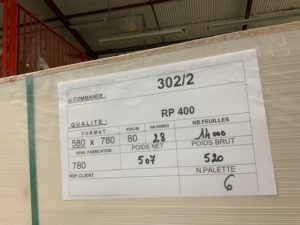 302/2
N.COMMANDE :
RP 400
QUALITE :
FORMAT NB.RAMES NB.FEUILLES
580 x 780 80 28 14000
SENS FABRICATION POIDS NET POIDS BRUT
780 507 520
REF.CLIENT N.PALETTE
6